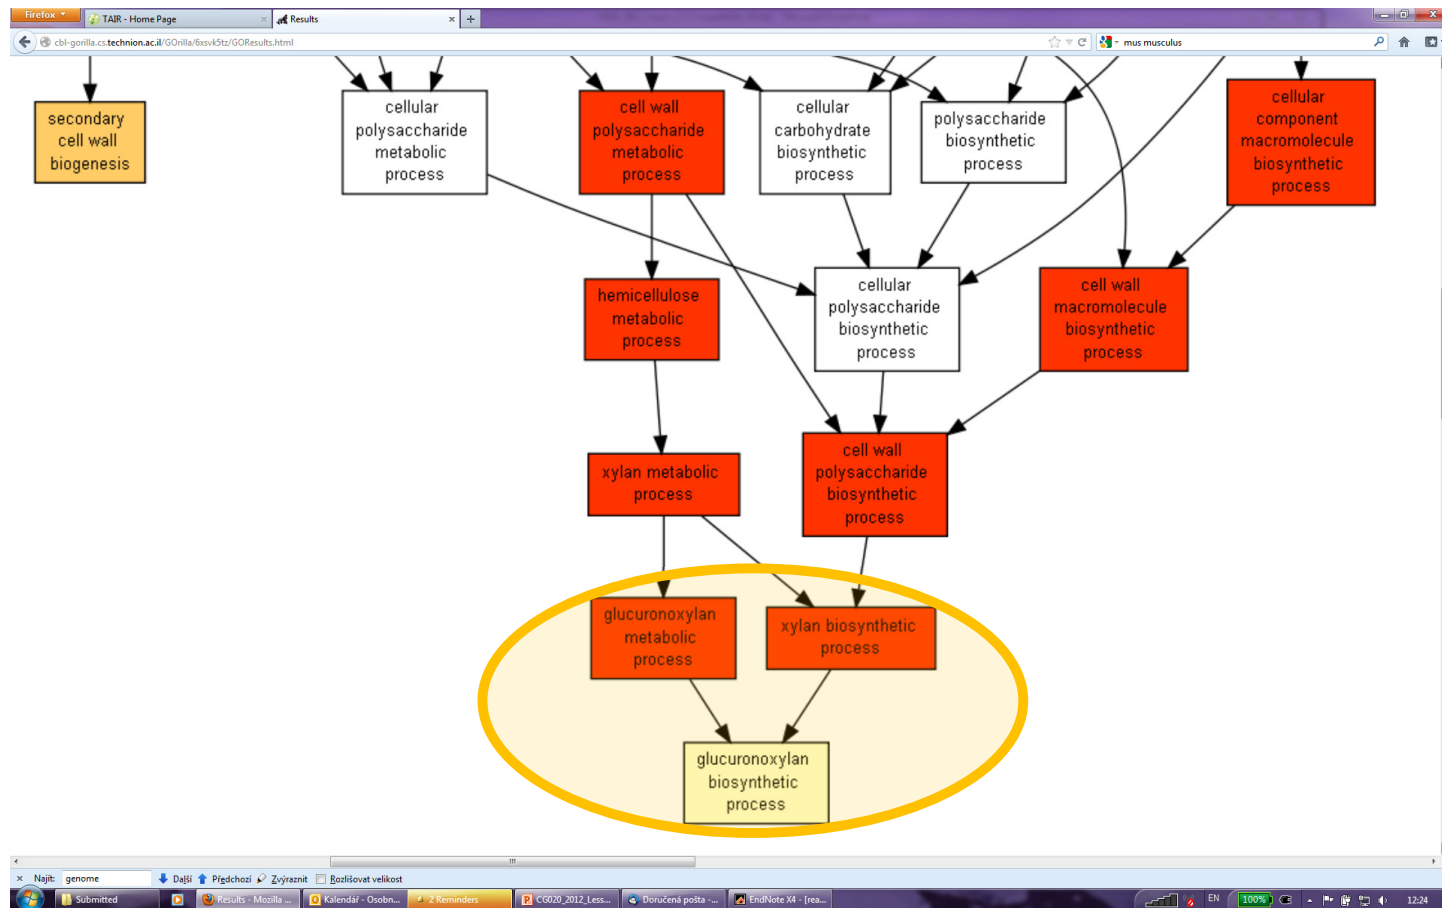 Firefox
TAIR - Home Page
Results
cbl-gorilla.cs.technion.ac.il/GOrilla/6xsvk5tz/GOResults.html
mus musculus
secondary
cell wall
biogenesis
cellular
polysaccharide
metabolic
process
cell wall
polysaccharide
metabolic
process
cellular
carbohydrate
biosynthetic
process
polysaccharide
biosynthetic
process
cellular
component
macromolecule
biosynthetic
process
hemicellulose
metabolic
process
cellular
polysaccharide
biosynthetic
process
cell wall
macromolecule
biosynthetic
process
xylan metabolic
process
cell wall
polysaccharide
biosynthetic
process
glucuronoxylan
metabolic
process
xylan biosynthetic
process
glucuronoxylan
biosynthetic
process
Najít: genome Další Předchozí Zvýraznit Rozlišovat velikost
Submitted
Results - Mozilla ...
Kalendář - Osobn...
2 Reminders
CG020_2012_Less...
Doručená pošta -...
EndNote X4 - [rea...
EN
100%
12:24